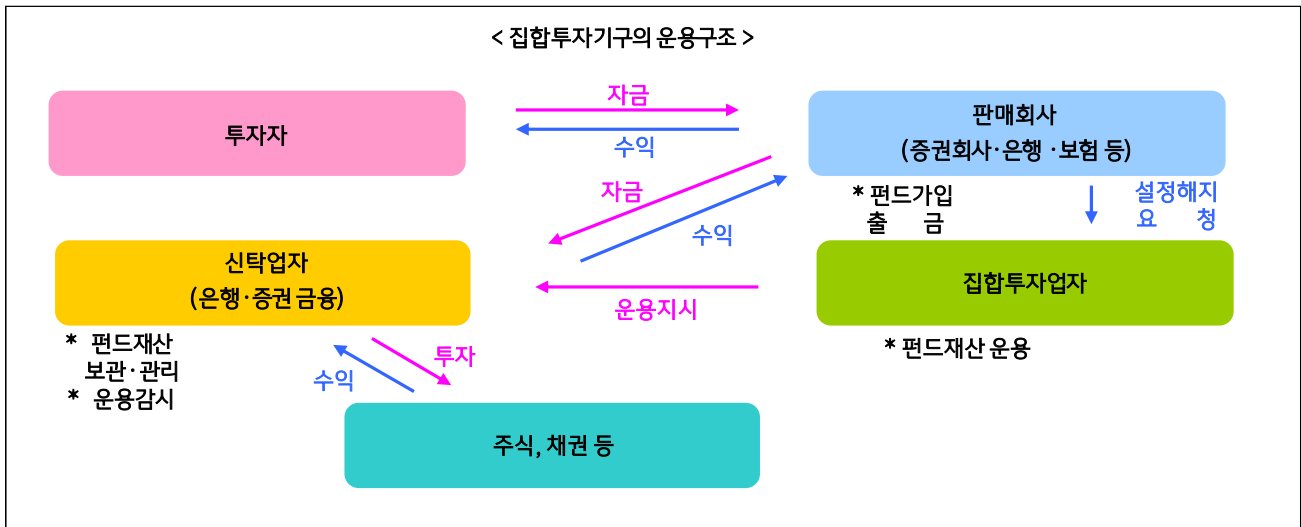 < 집합투자기구의 운용구조 >
투자자
자금
수익
판매회사
(증권회사·은행 ·보험 등)
자금
수익
* 펀드가입
출 금
설정해지
요 청
신탁업자
(은행·증권 금융)
운용지시
집합투자업자
* 펀드재산
보관·관리
* 운용감시
* 펀드재산 운용
투자
수익
주식, 채권 등